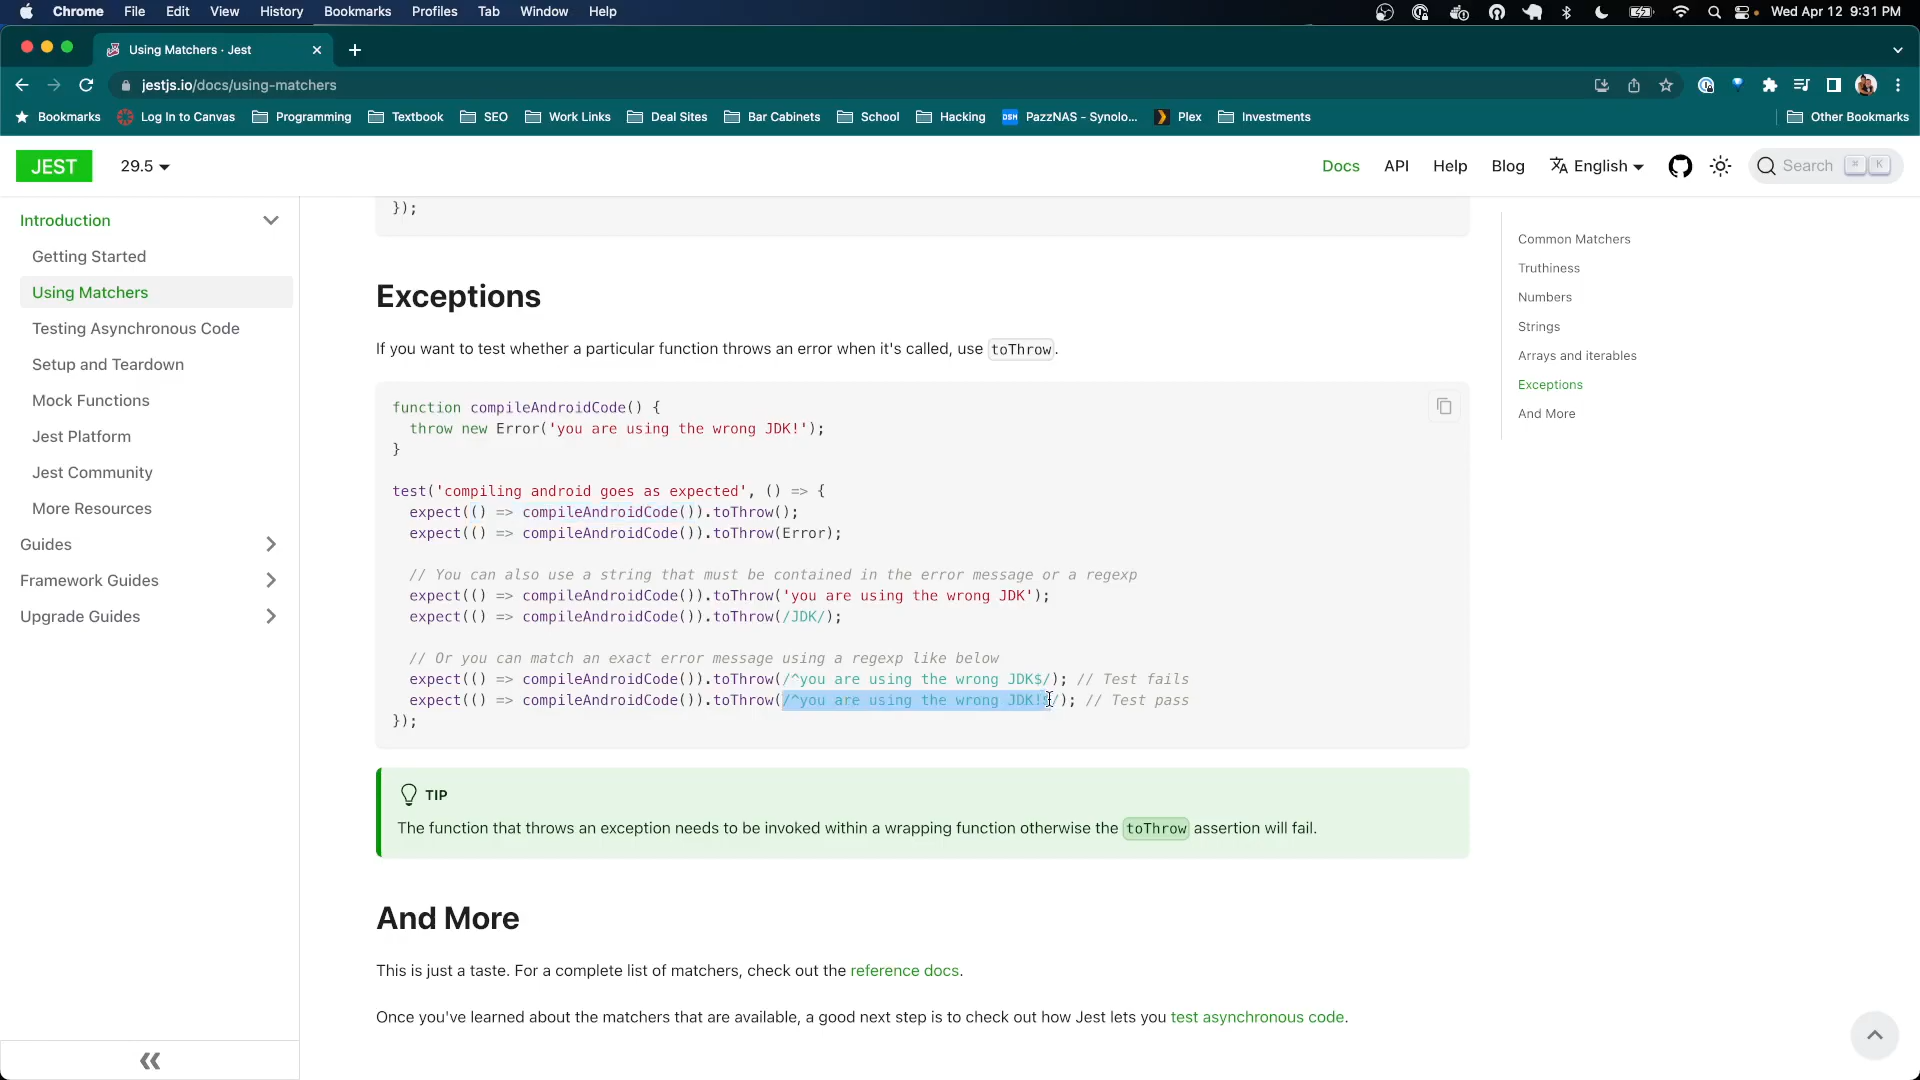 Chrome File Edit View History Bookmarks Profiles Tab Window Help Wed Apr 12 9:31 PM
Using Matchers · Jest
jestjs.io/docs/using-matchers
Bookmarks Log In to Canvas Programming Textbook SEO Work Links Deal Sites Bar Cabinets School Hacking DSM PazzNAS - Synolo... Plex Investments Other Bookmarks
JEST 29.5 Docs API Help Blog English Search K
Introduction
Getting Started
Using Matchers
Testing Asynchronous Code
Setup and Teardown
Mock Functions
Jest Platform
Jest Community
More Resources
Guides
Framework Guides
Upgrade Guides
});
Exceptions
If you want to test whether a particular function throws an error when it's called, use toThrow.
function compileAndroidCode() {
throw new Error('you are using the wrong JDK!');
}
test('compiling android goes as expected', () => {
expect(() => compileAndroidCode()).toThrow();
expect(() => compileAndroidCode()).toThrow(Error);
// You can also use a string that must be contained in the error message or a regexp
expect(() => compileAndroidCode()).toThrow('you are using the wrong JDK');
expect(() => compileAndroidCode()).toThrow(/JDK/);
// Or you can match an exact error message using a regexp like below
expect(() => compileAndroidCode()).toThrow(/^you are using the wrong JDK$/); // Test fails
expect(() => compileAndroidCode()).toThrow(/^you are using the wrong JDK!$/); // Test pass
});
TIP
The function that throws an exception needs to be invoked within a wrapping function otherwise the toThrow assertion will fail.
And More
This is just a taste. For a complete list of matchers, check out the reference docs.
Once you've learned about the matchers that are available, a good next step is to check out how Jest lets you test asynchronous code.
Common Matchers
Truthiness
Numbers
Strings
Arrays and iterables
Exceptions
And More